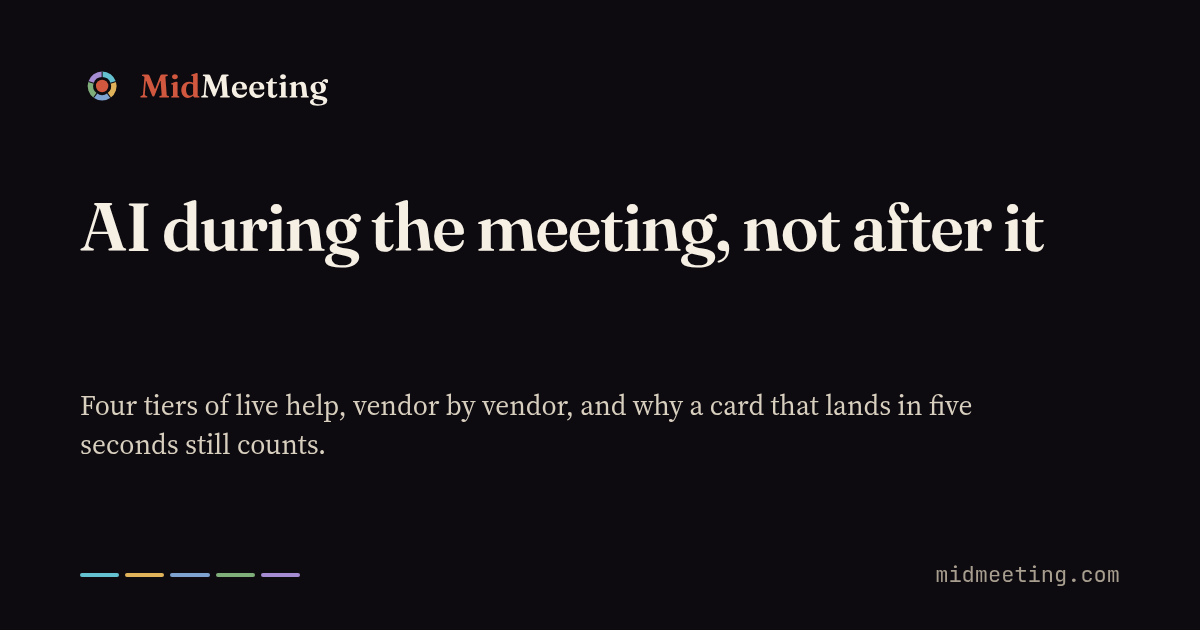 MidMeeting
AI during the meeting, not after it
Four tiers of live help, vendor by vendor, and why a card that lands in five
seconds still counts.
midmeeting.com